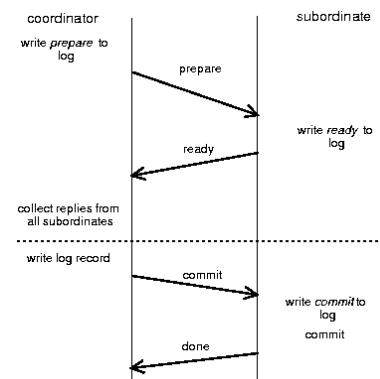 coordinator
subordinate
write prepare to
log
prepare
write ready to
log
ready
collect replies from
all subordinates
write log record
commit
write commit to
log
commit
done